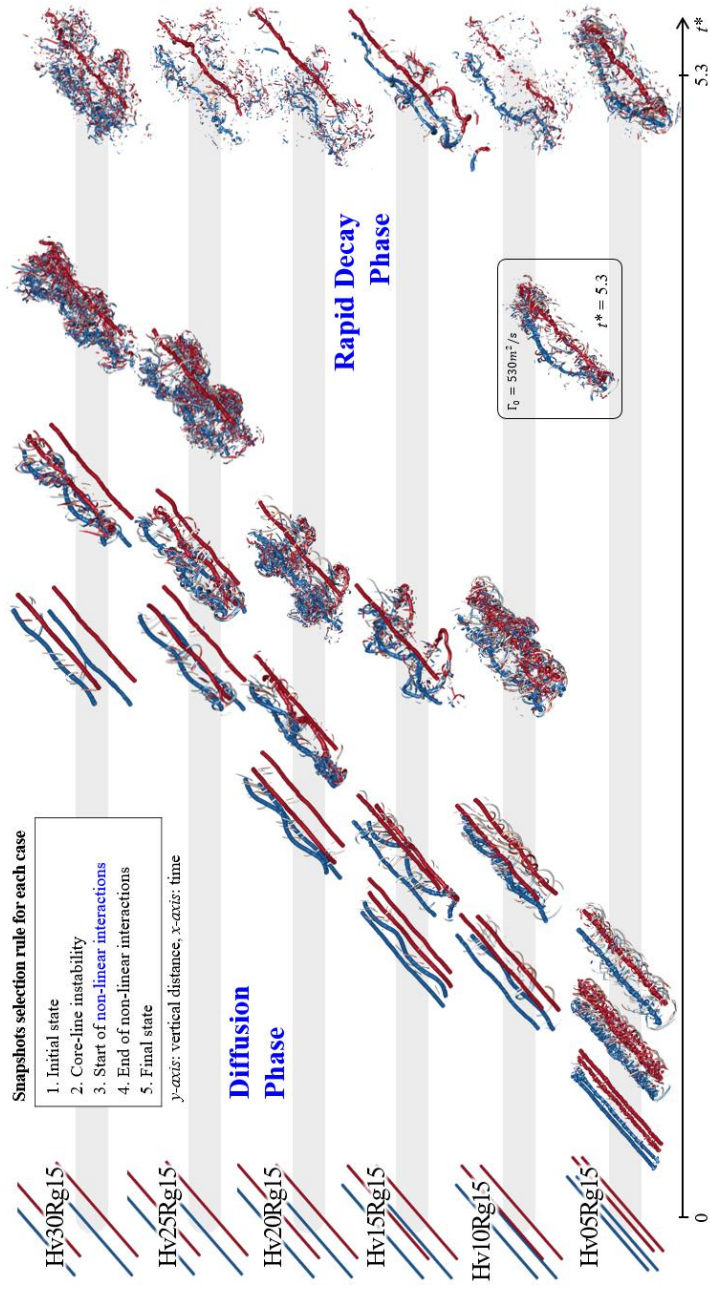 Snapshots selection rule for each case
1. Initial state
2. Core-line instability
3. Start of non-linear interactions
4. End of non-linear interactions
5. Final state
y-axis: vertical distance, x-axis: time
Hv30Rg15
Hv25Rg15
Diffusion
Phase
Hv20Rg15
Rapid Decay
Phase
Hv15Rg15
Hv10Rg15
Γ₀ = 530m²/s
t* = 5.3
Hv05Rg15
0
5.3
t*